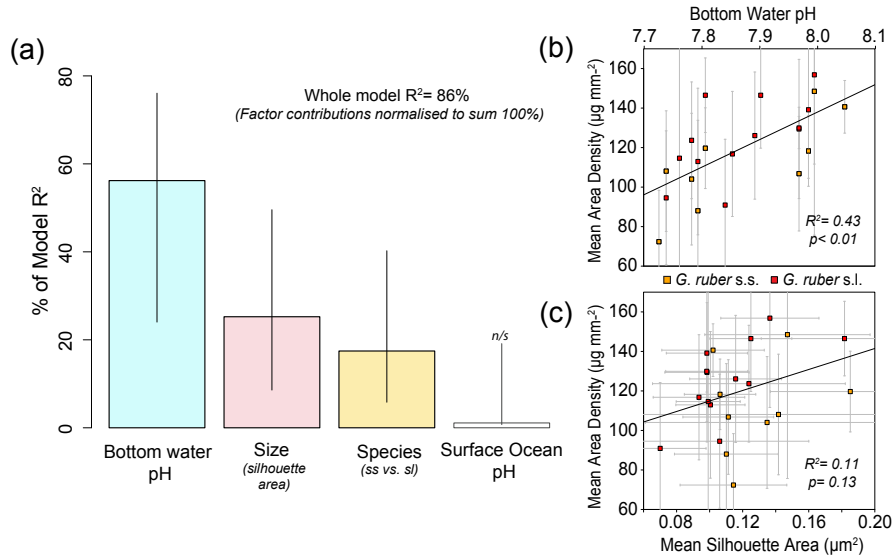 (a)
80
60
40
20
0
% of Model R²
Whole model R²= 86%
(Factor contributions normalised to sum 100%)
n/s
Bottom water
pH
Size
(silhouette
area)
Species
(ss vs. sl)
Surface Ocean
pH
Bottom Water pH
7.7 7.8 7.9 8.0 8.1
(b)
160
140
120
100
80
60
Mean Area Density (µg mm⁻²)
R²= 0.43
p< 0.01
G. ruber s.s. G. ruber s.l.
(c)
160
140
120
100
80
60
Mean Area Density (µg mm⁻²)
R²= 0.11
p= 0.13
0.08 0.12 0.16 0.20
Mean Silhouette Area (µm²)